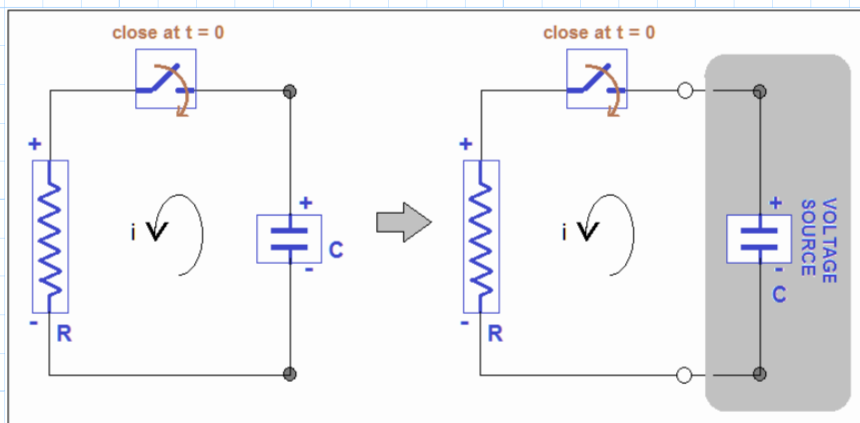 close at t = 0
+
i
+
-
C
-
R
close at t = 0
+
i
+
-
C
VOLTAGE
SOURCE
-
R